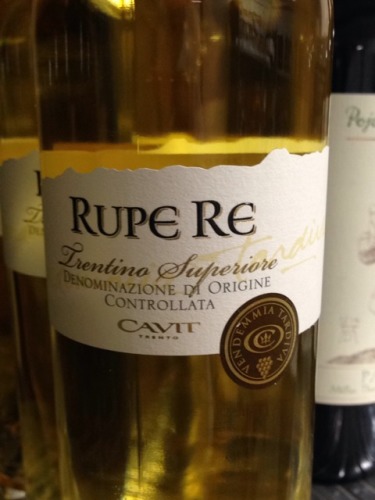 RUPE RE
Trentino Superiore
DENOMINAZIONE DI ORIGINE
CONTROLLATA
CAVIT
TRENTO
VENDEMMIA TARDIVA